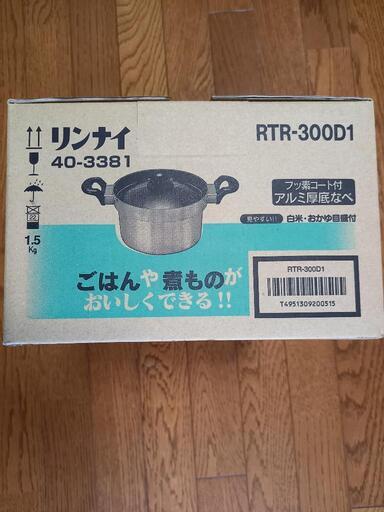 リンナイ
40-3381
RTR-300D1
フッ素コート付
アルミ厚底なべ
見やすい!! 白米・おかゆ目盛付
1.5
Kg
ごはんや煮ものが
おいしくできる!!
RTR-300D1
T4951309200515